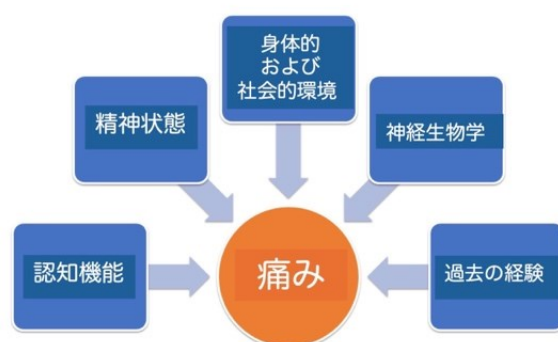 身体的
および
社会的環境
精神状態
神経生物学
認知機能
痛み
過去の経験